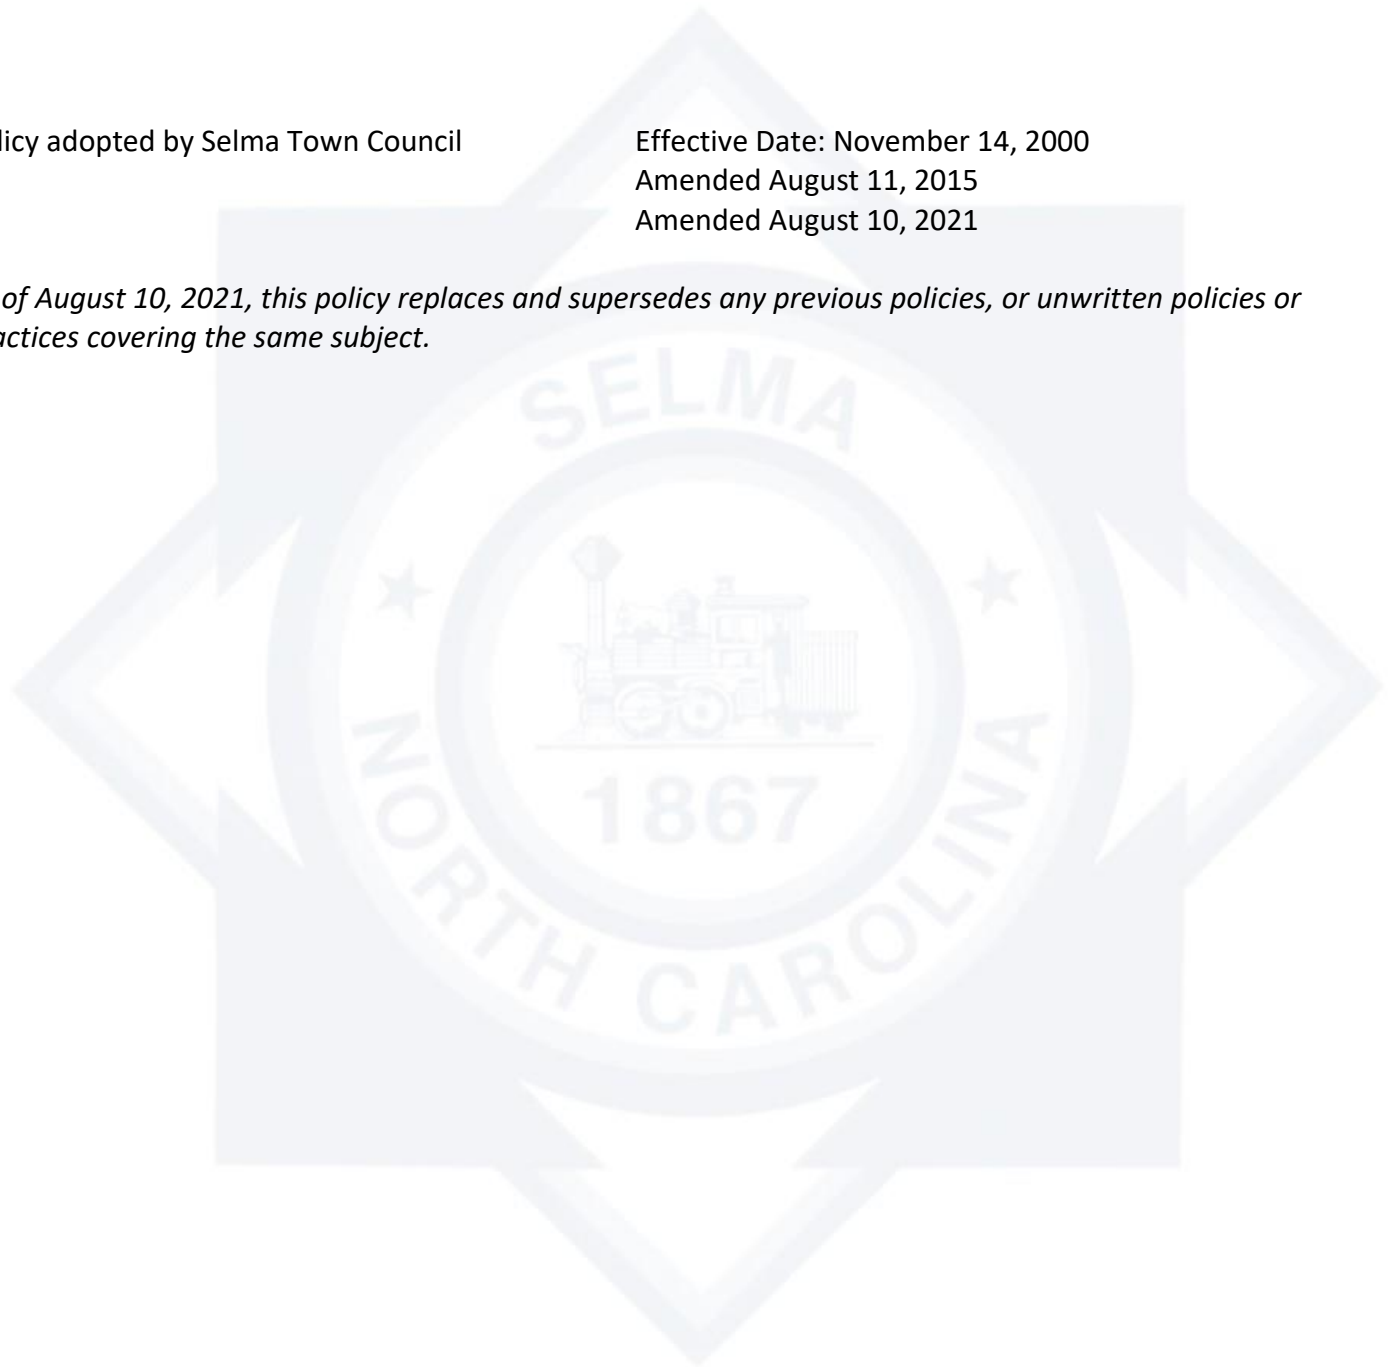 licy adopted by Selma Town Council
Effective Date: November 14, 2000
Amended August 11, 2015
Amended August 10, 2021
of August 10, 2021, this policy replaces and supersedes any previous policies, or unwritten policies or
actices covering the same subject.
SELMA
1867
NORTH CAROLINA